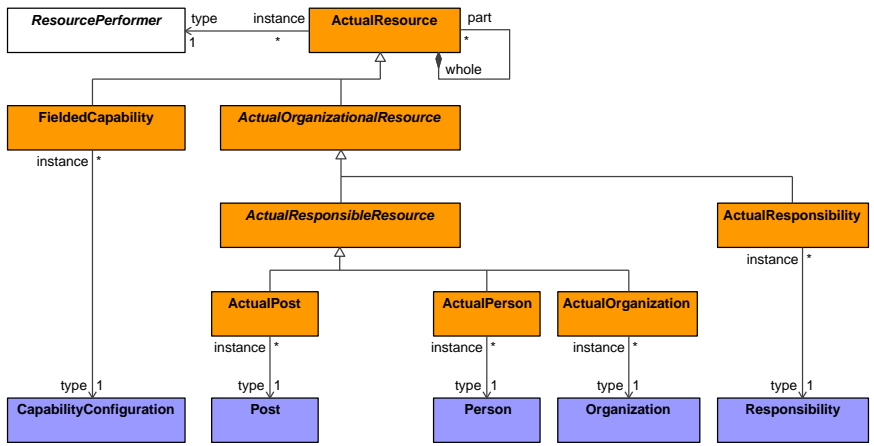 ResourcePerformer
type
instance
1
*
ActualResource
part
*
whole
FieldedCapability
ActualOrganizationalResource
instance *
ActualResponsibleResource
ActualResponsibility
instance *
ActualPost
ActualPerson
ActualOrganization
instance *
instance *
instance *
type 1
type 1
type 1
type 1
type 1
CapabilityConfiguration
Post
Person
Organization
Responsibility